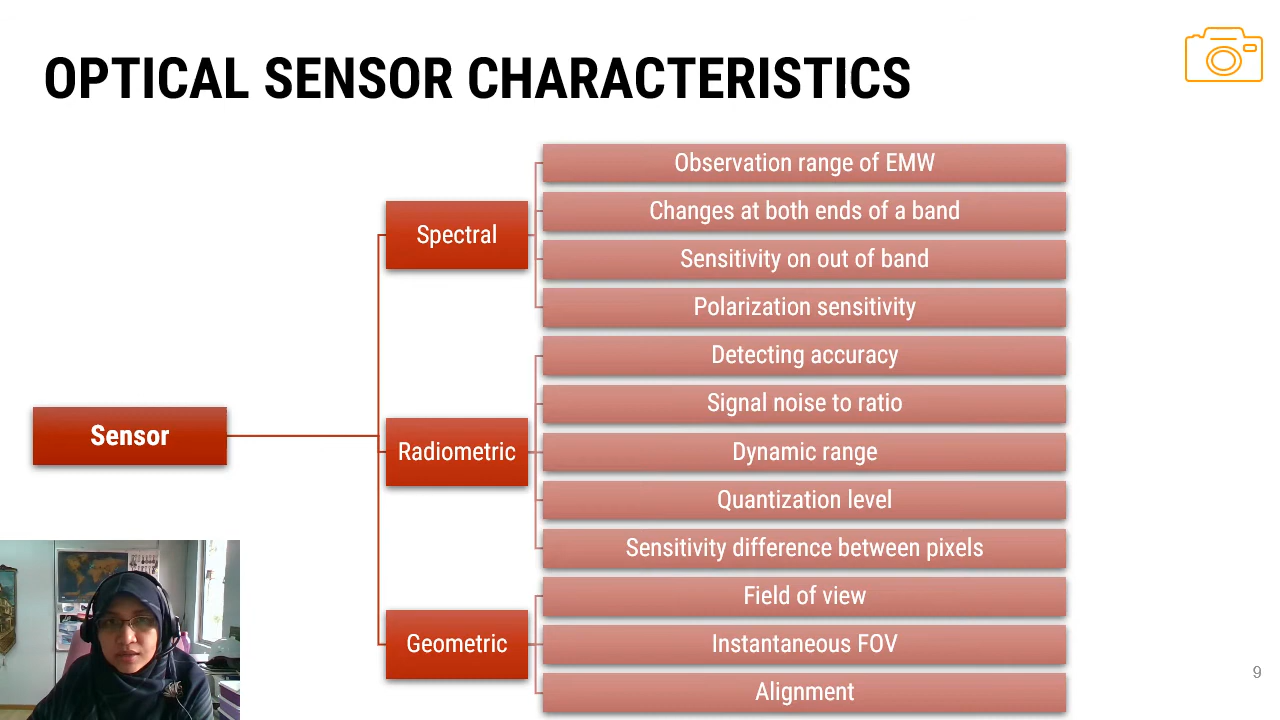 OPTICAL SENSOR CHARACTERISTICS
Sensor
Spectral
Observation range of EMW
Changes at both ends of a band
Sensitivity on out of band
Polarization sensitivity
Radiometric
Detecting accuracy
Signal noise to ratio
Dynamic range
Quantization level
Sensitivity difference between pixels
Geometric
Field of view
Instantaneous FOV
Alignment
9